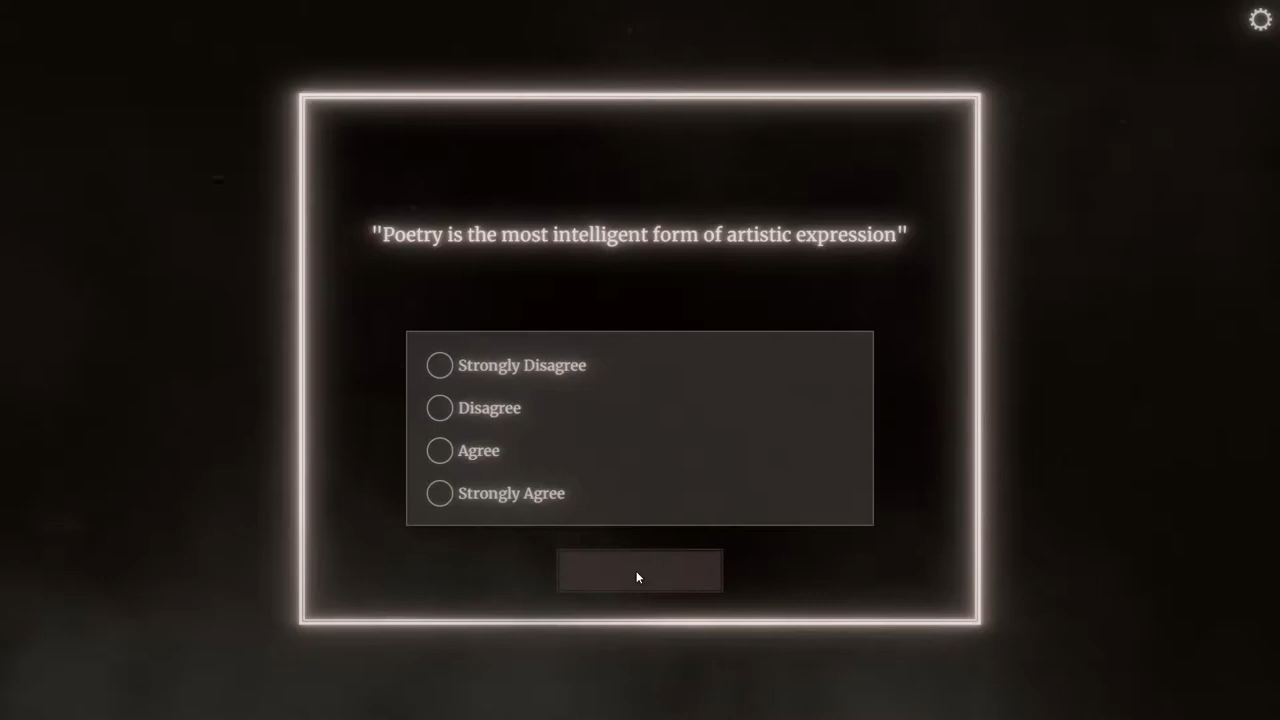 "Poetry is the most intelligent form of artistic expression"
Strongly Disagree
Disagree
Agree
Strongly Agree